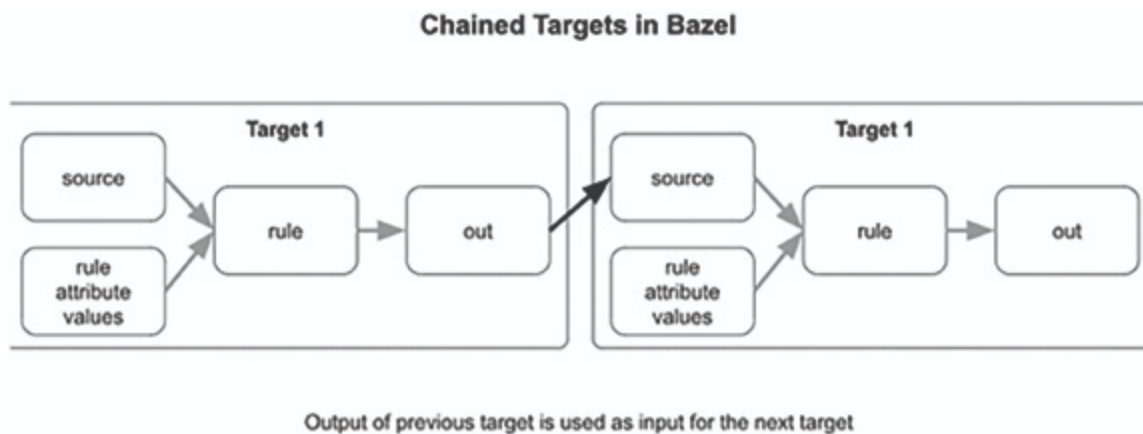 Chained Targets in Bazel
Target 1
source
rule
attribute
values
rule
out
Target 1
source
rule
attribute
values
rule
out
Output of previous target is used as input for the next target